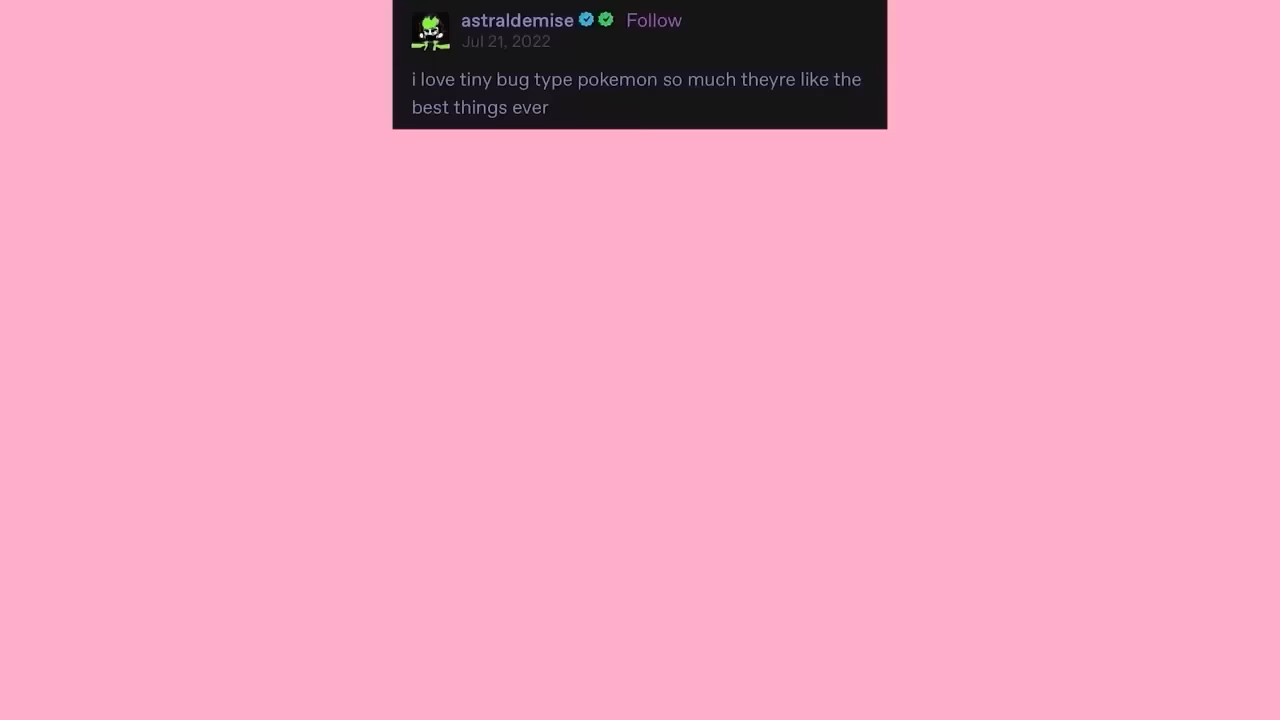 astraldemise Follow
Jul 21, 2022
i love tiny bug type pokemon so much theyre like the
best things ever